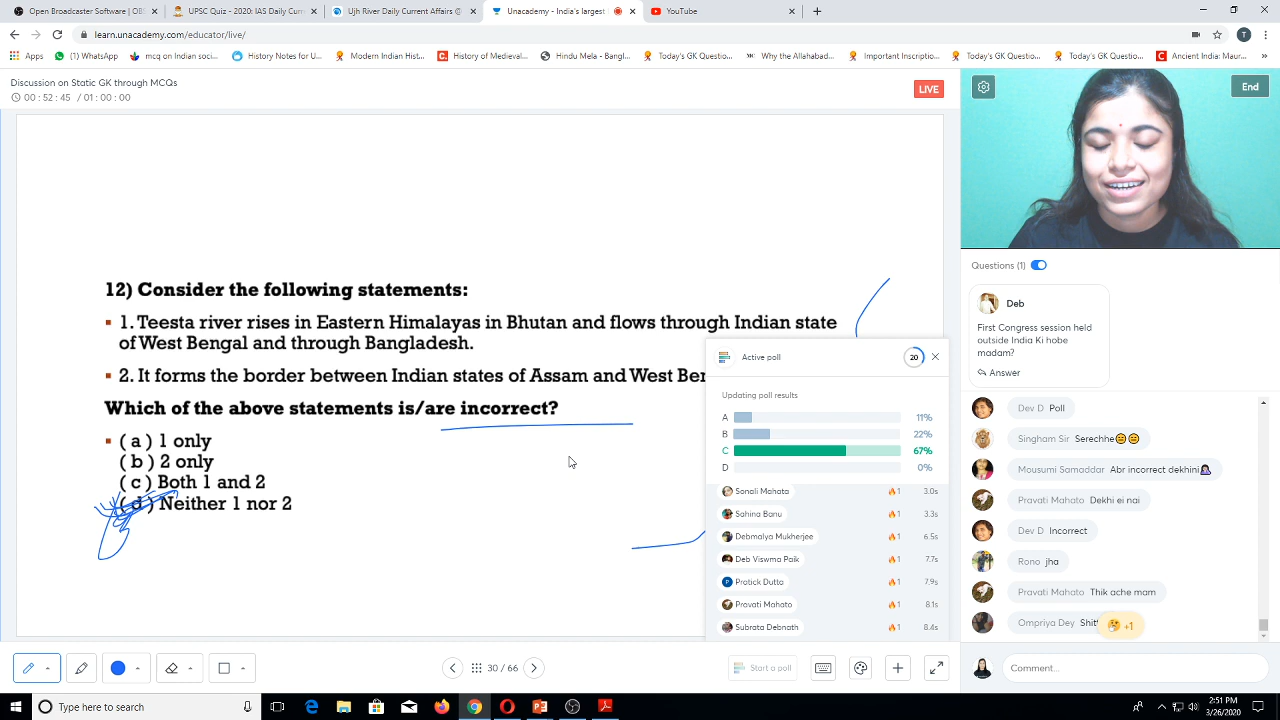 Open Broadcaster Software | OBS
UPSC Quiz - 2020: IAS Daily Curr
Ujh River Daily Current Affairs @
Unacademy - India's largest
YouTube
learn.unacademy.com/educator/live/
T
Apps
(1) WhatsApp
mcq on Indian soci...
History Notes for U...
Modern Indian Hist...
History of Medieval...
Hindu Mela - Bangl...
Today's GK Questio...
Why the Allahabad...
Important Inscriptio...
Today's GK Questio...
Today's GK Questio...
Ancient India: Maur...
Discussion on Static GK through MCQs
00 : 52 : 45 / 01 : 00 : 00
LIVE
End
12) Consider the following statements:
1. Teesta river rises in Eastern Himalayas in Bhutan and flows through Indian state
of West Bengal and through Bangladesh.
2. It forms the border between Indian states of Assam and West Ber
Which of the above statements is/are incorrect?
( a ) 1 only
( b ) 2 only
( c ) Both 1 and 2
( d ) Neither 1 nor 2
Active poll
20
Updating poll results
A 11%
B 22%
C 67%
D 0%
Sonali Mahata 1 3.0s
Sahina Banu 1 3.3s
Debmalya Mukherjee 1 6.5s
Deb Viswma Paik 1 7.7s
P Protick Dutta 1 7.9s
Pravati Mahato 1 8.1s
Subrata Debnath 1 8.4s
Questions (1)
Deb
First Congress session held
outside India Ki hobe
madam?
Answer
Dev D Poll
Singham Sir Serechhe😄😄
Mousumi Samaddar Abr incorrect dekhini🤦🏻‍♀️
Pravati Mahato Dekhi ei nai
Dev D Incorrect
Rono jha
Pravati Mahato Thik ache mam
Ompriya Dey Shit
🤔 +1
Comment...
30 / 66
Start a poll
Type here to search
2:51 PM
3/26/2020